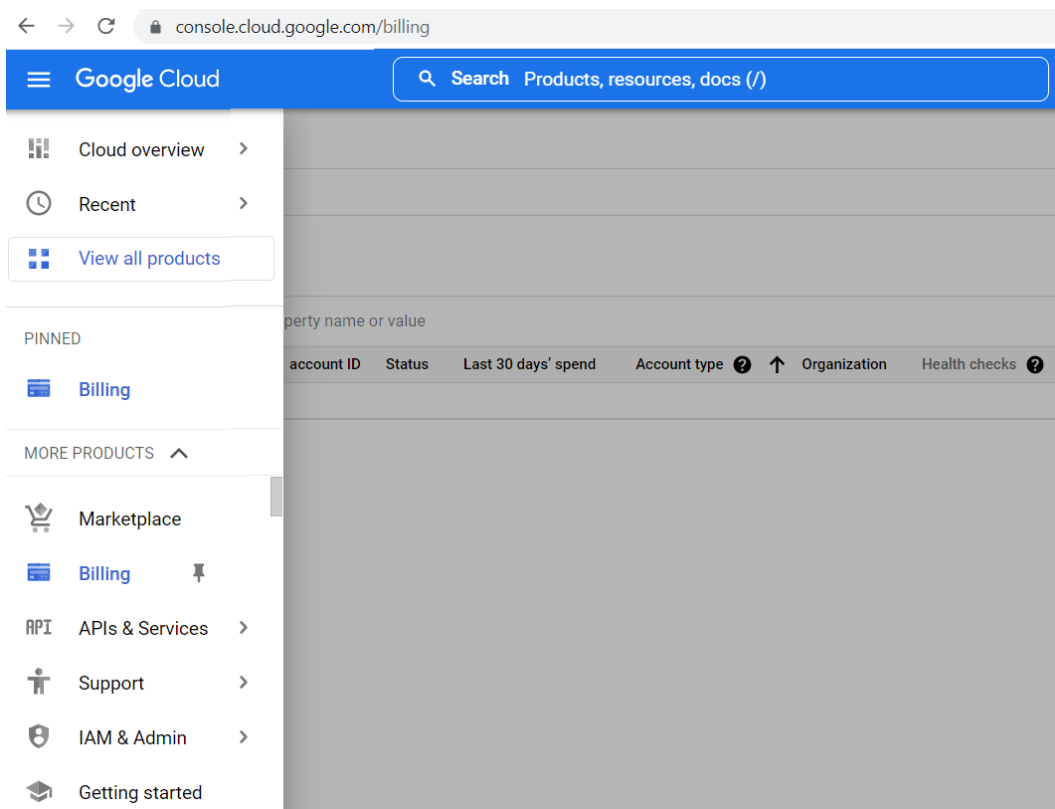 console.cloud.google.com/billing
Google Cloud
Search Products, resources, docs (/)
Cloud overview
Recent
View all products
PINNED
Billing
MORE PRODUCTS
Marketplace
Billing
API APIs & Services
Support
IAM & Admin
Getting started
perty name or value
account ID Status Last 30 days' spend Account type ? Organization Health checks ?